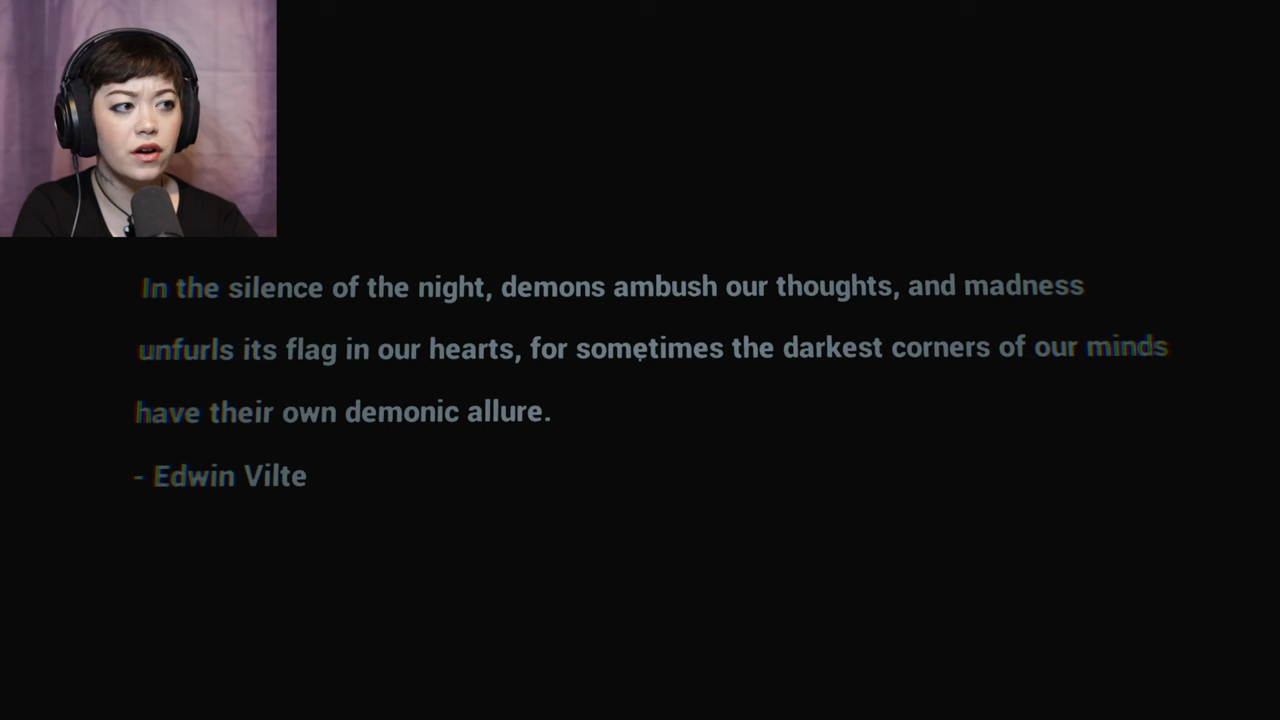 In the silence of the night, demons ambush our thoughts, and madness
unfurls its flag in our hearts, for sometimes the darkest corners of our minds
have their own demonic allure.
- Edwin Vilte